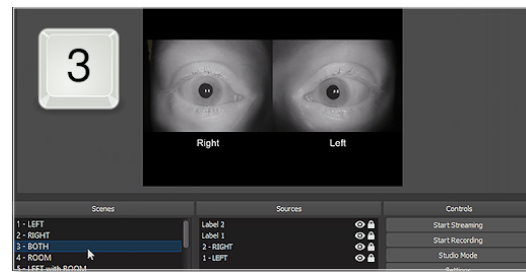 3
Right Left
Scenes Sources Controls
1 - LEFT
2 - RIGHT
3 - BOTH
4 - ROOM
5 - LEFT with ROOM
Label 2
Label 1
2 - RIGHT
1 - LEFT
Start Streaming
Start Recording
Studio Mode
Settings